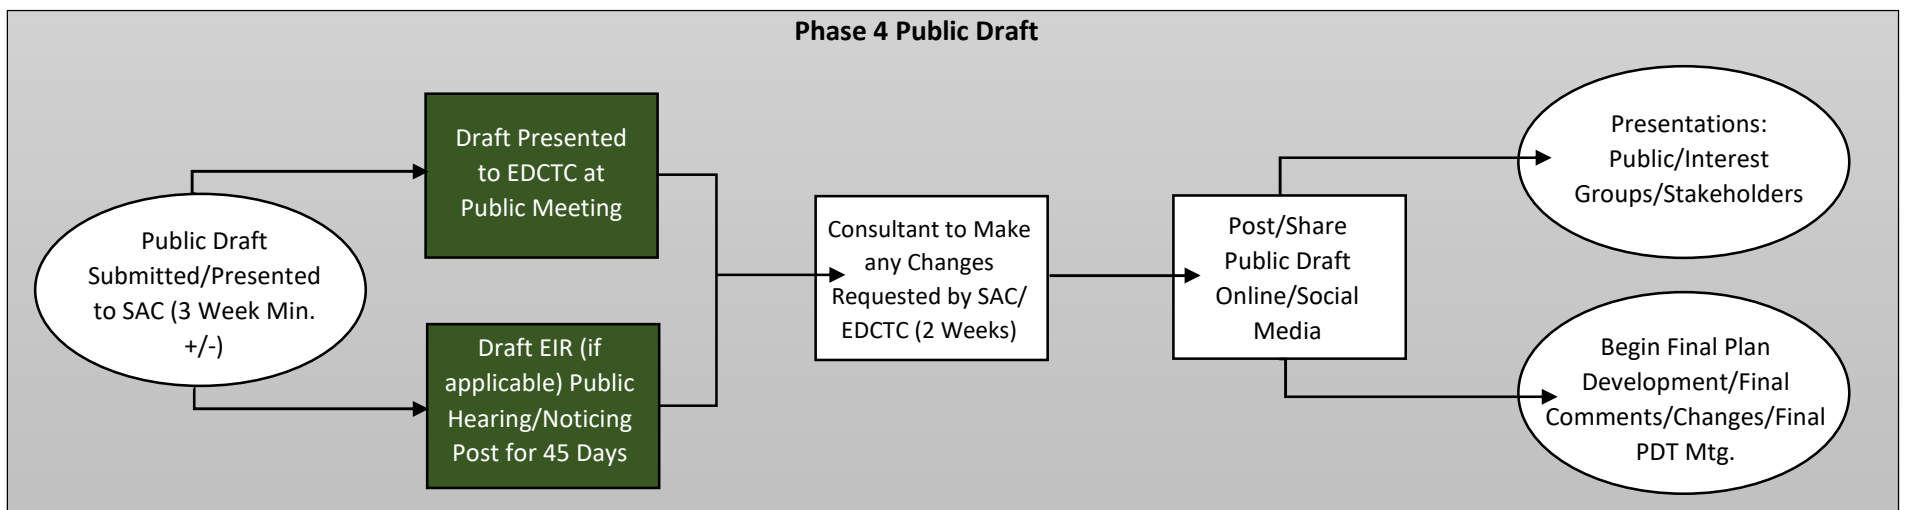 Phase 4 Public Draft
Public Draft
Submitted/Presented
to SAC (3 Week Min.
+/-)
Draft Presented
to EDCTC at
Public Meeting
Draft EIR (if
applicable) Public
Hearing/Noticing
Post for 45 Days
Consultant to Make
any Changes
Requested by SAC/
EDCTC (2 Weeks)
Post/Share
Public Draft
Online/Social
Media
Presentations:
Public/Interest
Groups/Stakeholders
Begin Final Plan
Development/Final
Comments/Changes/Final
PDT Mtg.